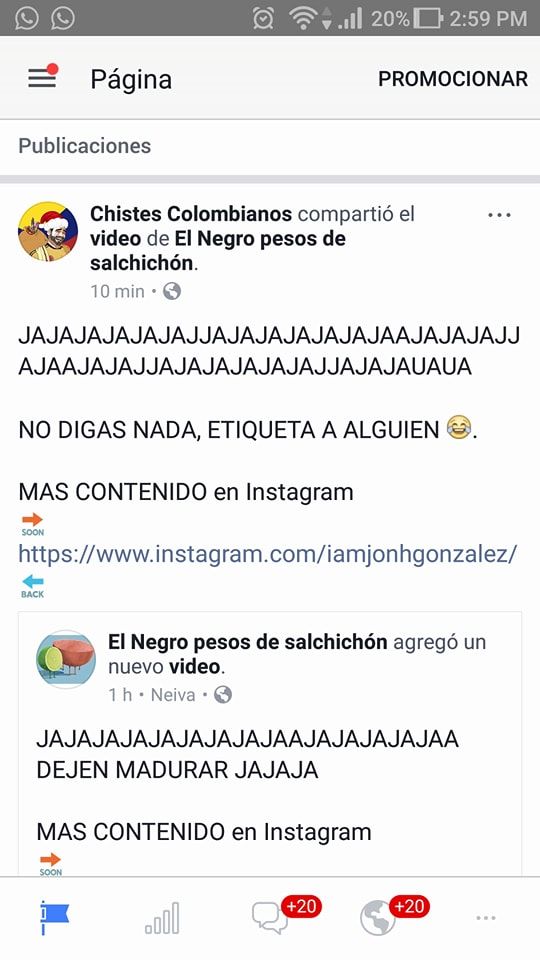 20% 2:59 PM
Página PROMOCIONAR
Publicaciones
Chistes Colombianos compartió el
video de El Negro pesos de
salchichón.
10 min •
JAJAJAJAJAJAJJAJAJAJAJAJAJAAJAJAJAJJ
AJAAJAJAJJAJAJAJAJAJAJJAJAJAUAUA
NO DIGAS NADA, ETIQUETA A ALGUIEN 😂.
MAS CONTENIDO en Instagram
SOON
https://www.instagram.com/iamjonhgonzalez/
BACK
El Negro pesos de salchichón agregó un
nuevo video.
1 h • Neiva •
JAJAJAJAJAJAJAJAJAAJAJAJAJAJAA
DEJEN MADURAR JAJAJA
MAS CONTENIDO en Instagram
SOON
+20 +20